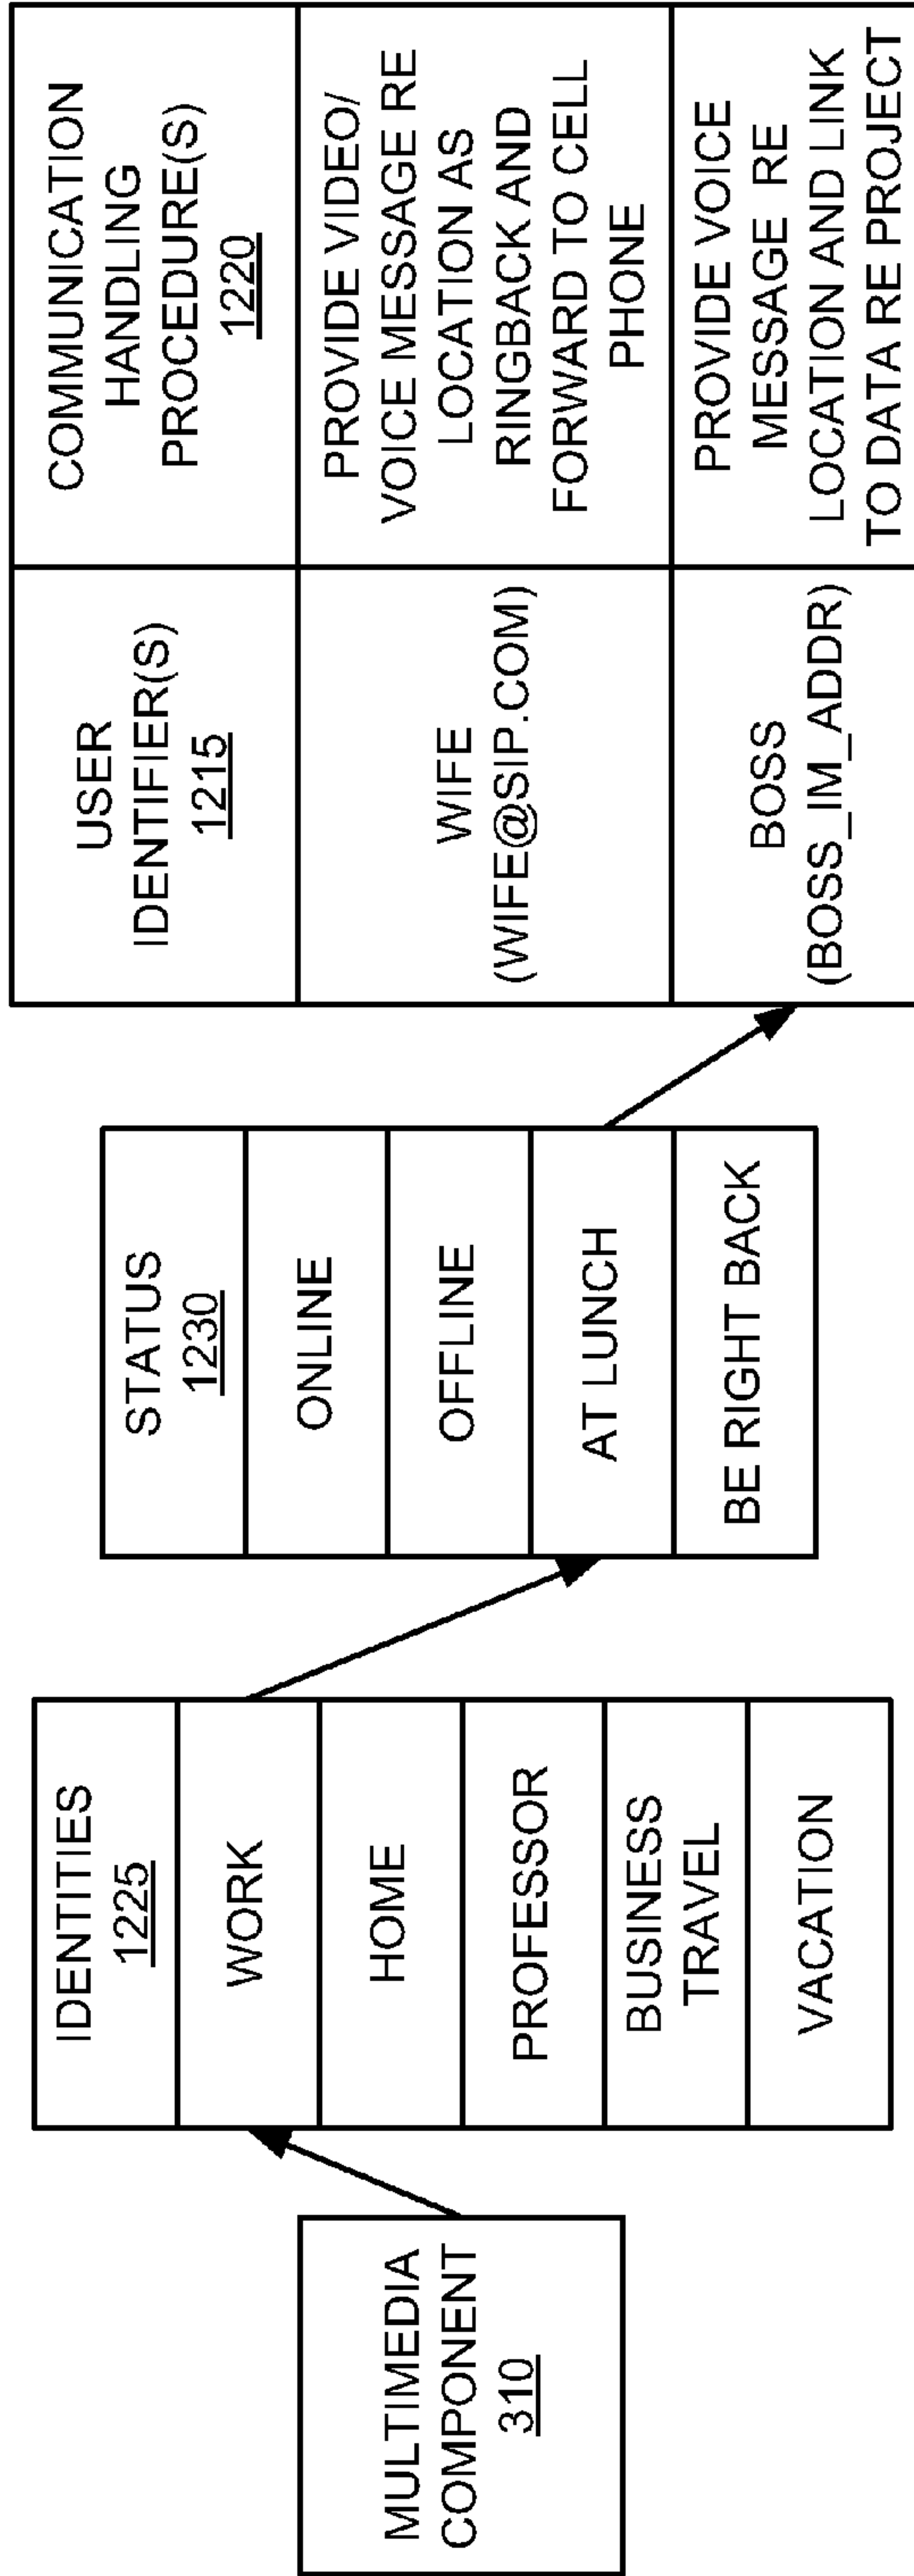 MULTIMEDIA
COMPONENT
310
IDENTITIES
1225
WORK
HOME
PROFESSOR
BUSINESS
TRAVEL
VACATION
STATUS
1230
ONLINE
OFFLINE
AT LUNCH
BE RIGHT BACK
USER
IDENTIFIER(S)
1215
COMMUNICATION
HANDLING
PROCEDURE(S)
1220
WIFE
(WIFE@SIP.COM)
PROVIDE VIDEO/
VOICE MESSAGE RE
LOCATION AS
RINGBACK AND
FORWARD TO CELL
PHONE
BOSS
(BOSS_IM_ADDR)
PROVIDE VOICE
MESSAGE RE
LOCATION AND LINK
TO DATA RE PROJECT